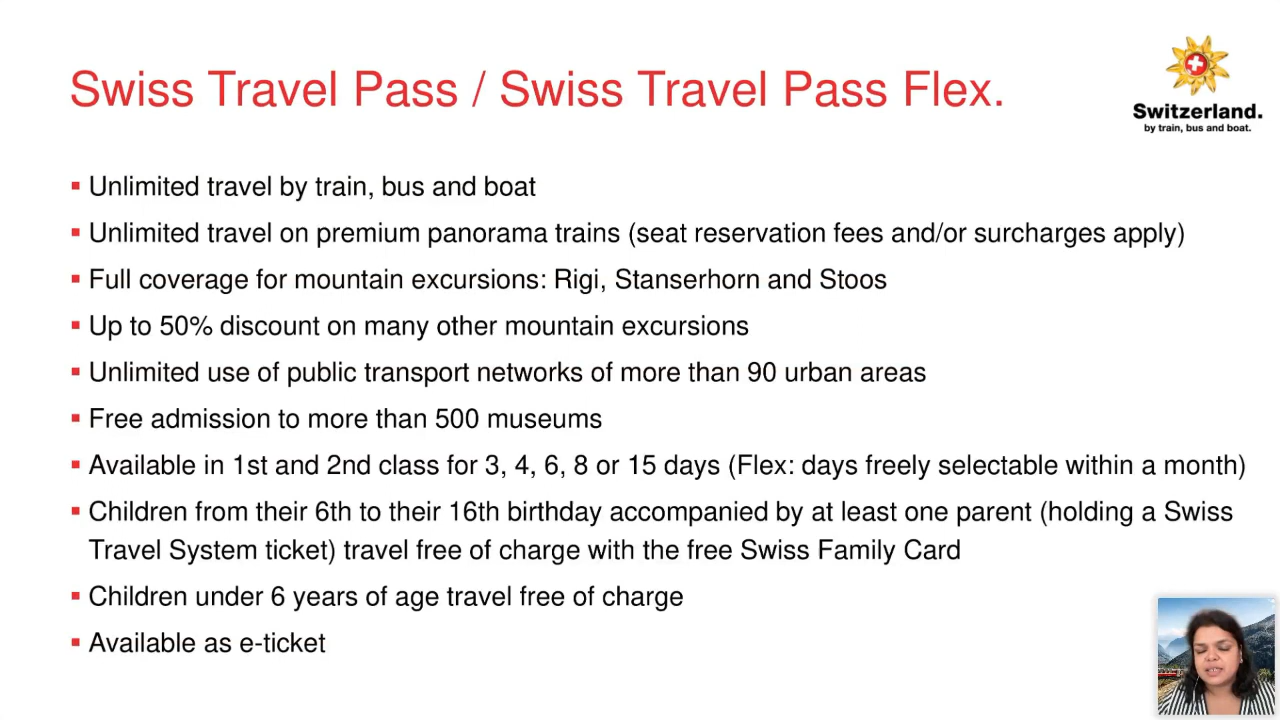 Swiss Travel Pass / Swiss Travel Pass Flex.
Switzerland.
by train, bus and boat.
▪ Unlimited travel by train, bus and boat
▪ Unlimited travel on premium panorama trains (seat reservation fees and/or surcharges apply)
▪ Full coverage for mountain excursions: Rigi, Stanserhorn and Stoos
▪ Up to 50% discount on many other mountain excursions
▪ Unlimited use of public transport networks of more than 90 urban areas
▪ Free admission to more than 500 museums
▪ Available in 1st and 2nd class for 3, 4, 6, 8 or 15 days (Flex: days freely selectable within a month)
▪ Children from their 6th to their 16th birthday accompanied by at least one parent (holding a Swiss
Travel System ticket) travel free of charge with the free Swiss Family Card
▪ Children under 6 years of age travel free of charge
▪ Available as e-ticket